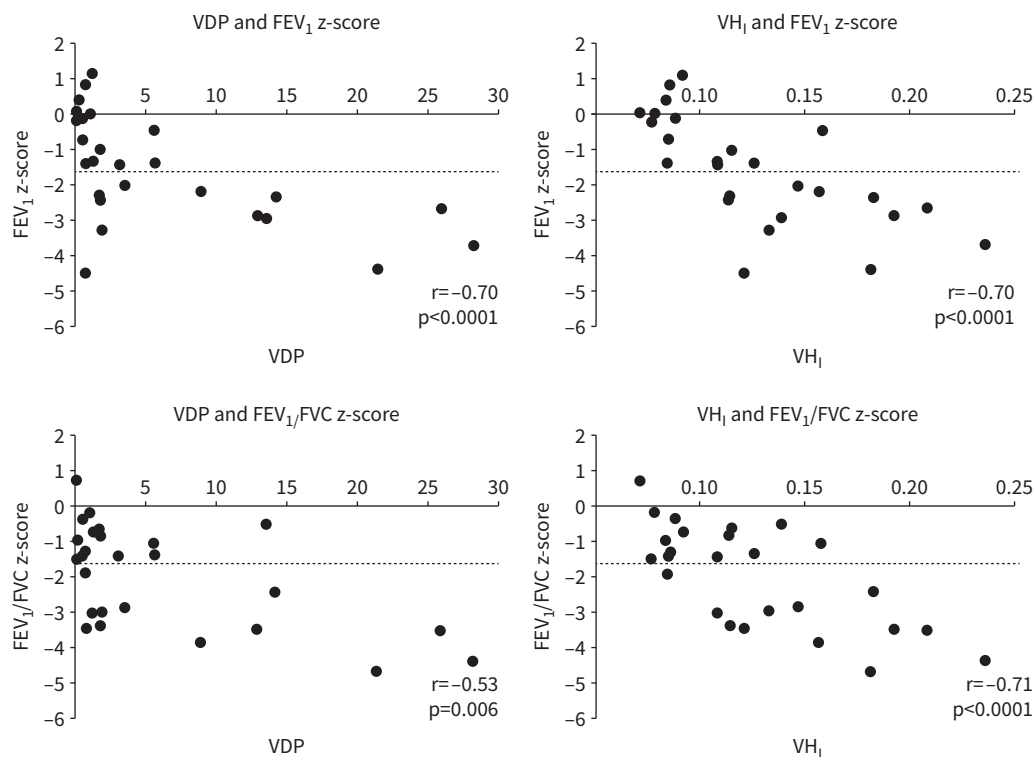 VDP and FEV1 z-score
2
1
0
−1
−2
−3
−4
−5
−6
5 10 15 20 25 30
FEV1 z-score
r=−0.70
p<0.0001
VDP
VHI and FEV1 z-score
2
1
0
−1
−2
−3
−4
−5
−6
0.10 0.15 0.20 0.25
FEV1 z-score
r=−0.70
p<0.0001
VHI
VDP and FEV1/FVC z-score
2
1
0
−1
−2
−3
−4
−5
−6
5 10 15 20 25 30
FEV1/FVC z-score
r=−0.53
p=0.006
VDP
VHI and FEV1/FVC z-score
2
1
0
−1
−2
−3
−4
−5
−6
0.10 0.15 0.20 0.25
FEV1/FVC z-score
r=−0.71
p<0.0001
VHI